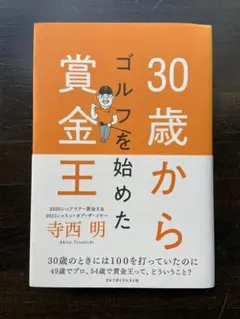 30歳から
ゴルフを始めた
賞金王
2020シニアツアー賞金王&
2021レッスン・オブ・ザ・イヤー
寺西 明
Akira Teranishi
30歳のときには100を打っていたのに
49歳でプロ、54歳で賞金王って、どういうこと?
ゴルフダイジェスト社